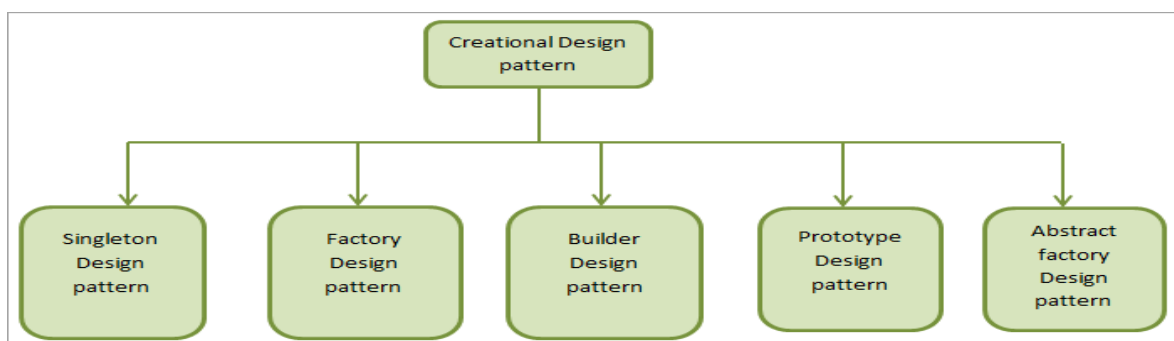 Creational Design
pattern
Singleton
Design
pattern
Factory
Design
pattern
Builder
Design
pattern
Prototype
Design
pattern
Abstract
factory
Design
pattern